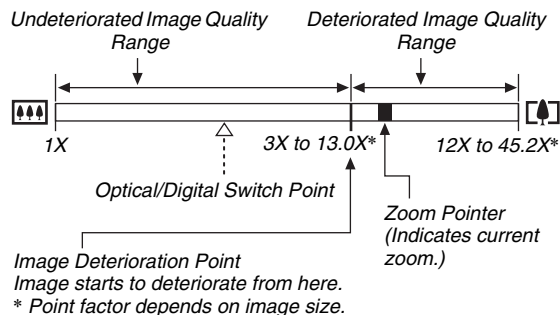 Undeteriorated Image Quality
Range
Deteriorated Image Quality
Range
1X
3X to 13.0X*
12X to 45.2X*
Optical/Digital Switch Point
Zoom Pointer
(Indicates current
zoom.)
Image Deterioration Point
Image starts to deteriorate from here.
* Point factor depends on image size.